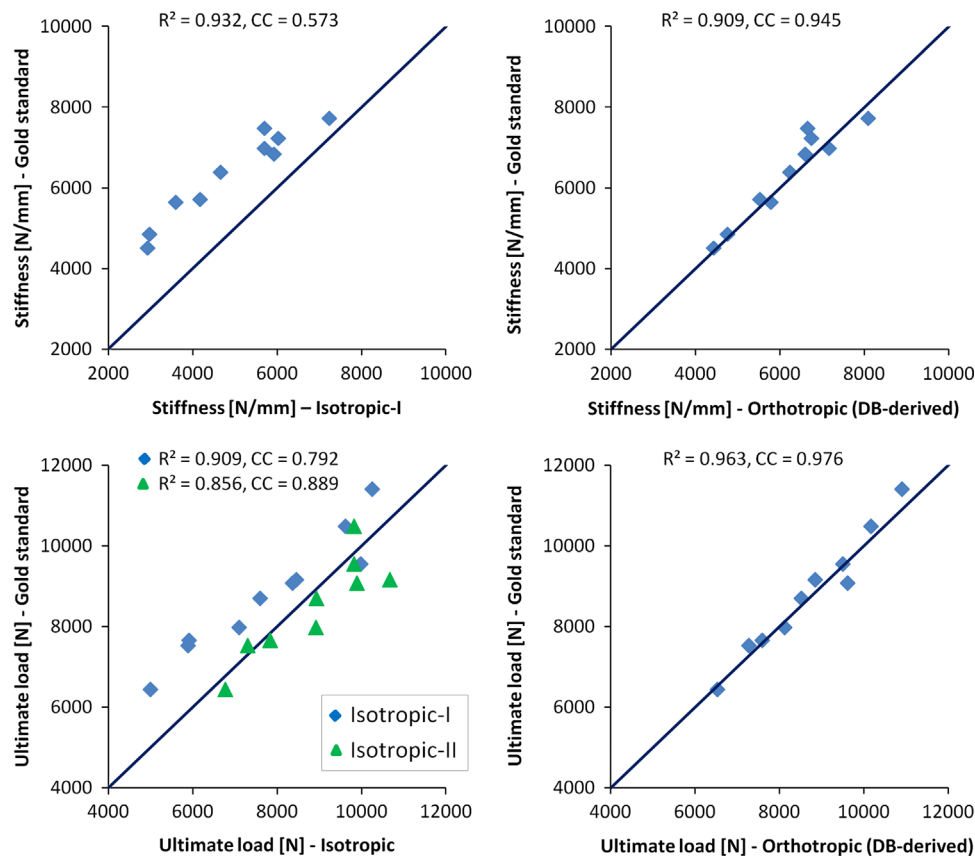 R² = 0.932, CC = 0.573
10000
8000
6000
4000
2000
Stiffness [N/mm] - Gold standard
2000 4000 6000 8000 10000
Stiffness [N/mm] – Isotropic-I
R² = 0.909, CC = 0.945
10000
8000
6000
4000
2000
Stiffness [N/mm] - Gold standard
2000 4000 6000 8000 10000
Stiffness [N/mm] - Orthotropic (DB-derived)
R² = 0.909, CC = 0.792
R² = 0.856, CC = 0.889
12000
10000
8000
6000
4000
Ultimate load [N] - Gold standard
Isotropic-I
Isotropic-II
4000 6000 8000 10000 12000
Ultimate load [N] - Isotropic
R² = 0.963, CC = 0.976
12000
10000
8000
6000
4000
Ultimate load [N] - Gold standard
4000 6000 8000 10000 12000
Ultimate load [N] - Orthotropic (DB-derived)